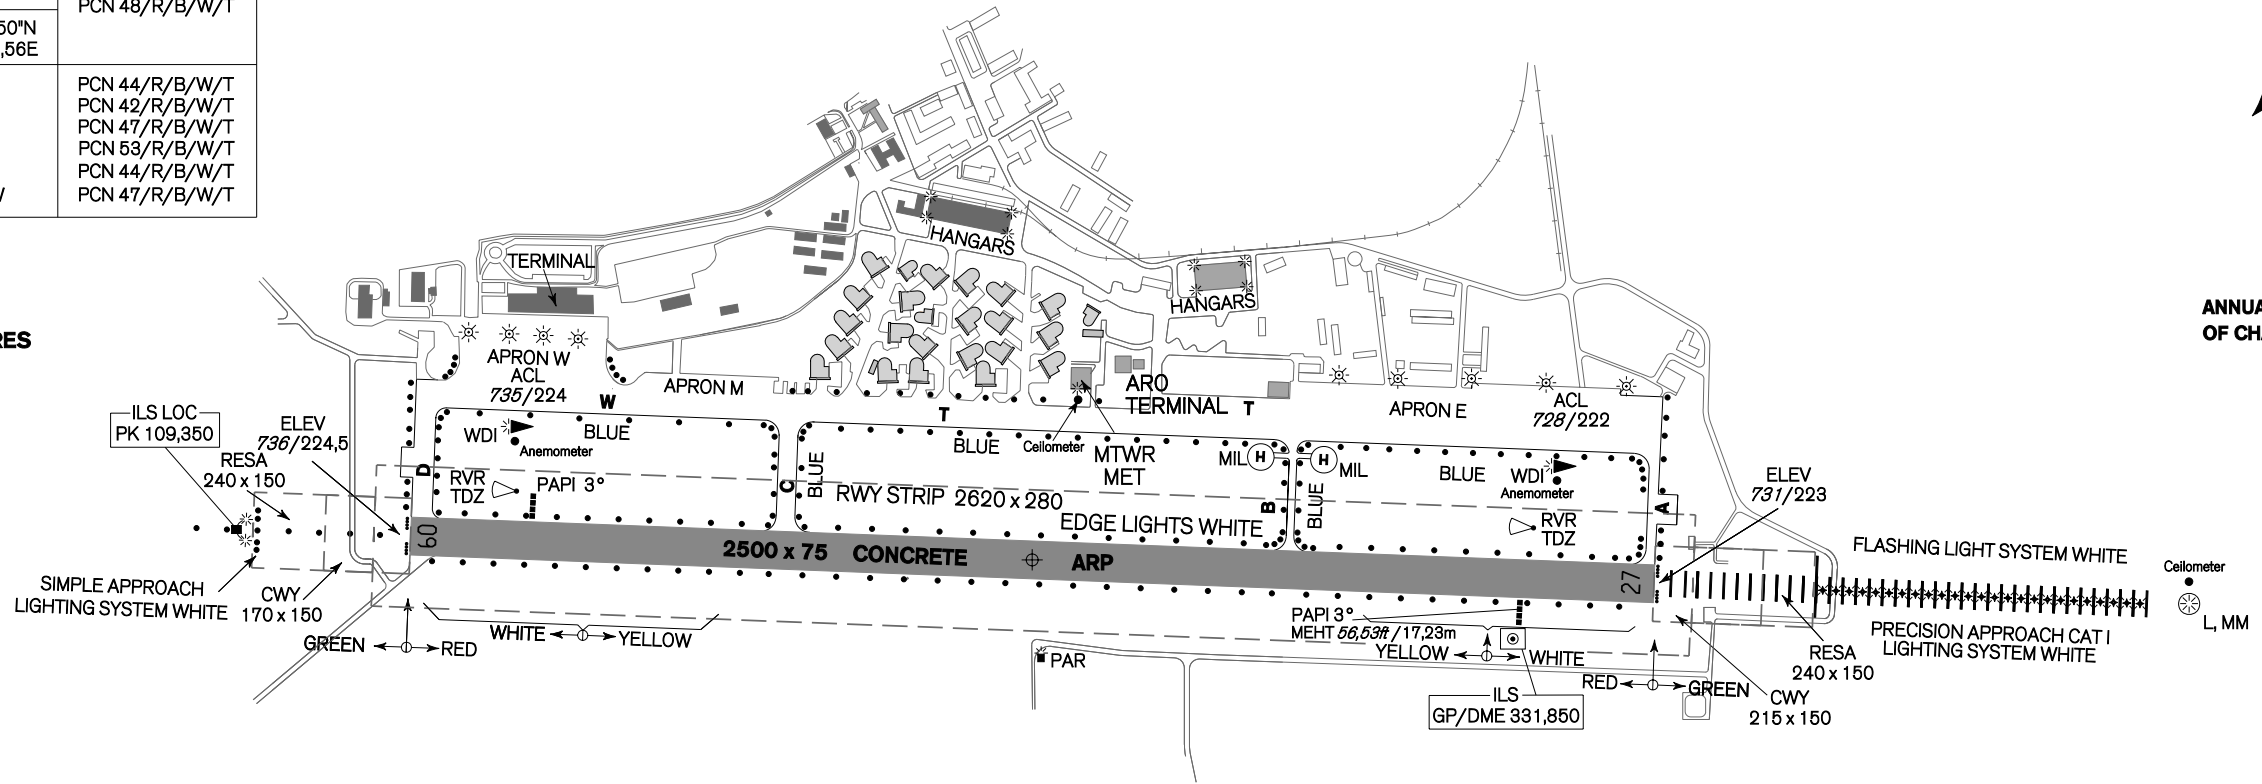 PCN 48/R/B/W/T
50"N
,56E
PCN 44/R/B/W/T
PCN 42/R/B/W/T
PCN 47/R/B/W/T
PCN 53/R/B/W/T
PCN 44/R/B/W/T
PCN 47/R/B/W/T
RES
ANNUA
OF CHA
TERMINAL
HANGARS
HANGARS
APRON W
ACL
735/224
W
APRON M
T
ARO
TERMINAL
T
APRON E
ACL
728/222
ILS LOC
PK 109,350
ELEV
736/224,5
RESA
240 x 150
WDI
Anemometer
BLUE
BLUE
Ceilometer
MTWR
MET
MIL
H
H
MIL
BLUE
WDI
Anemometer
ELEV
731/223
D
RVR
TDZ
PAPI 3°
C
BLUE
RWY STRIP 2620 x 280
EDGE LIGHTS WHITE
B
BLUE
RVR
TDZ
A
09
2500 x 75 CONCRETE ARP
27
SIMPLE APPROACH
LIGHTING SYSTEM WHITE
CWY
170 x 150
GREEN
RED
WHITE
YELLOW
PAR
PAPI 3°
MEHT 56,53ft / 17,23m
YELLOW
WHITE
ILS
GP/DME 331,850
RED
GREEN
CWY
215 x 150
RESA
240 x 150
FLASHING LIGHT SYSTEM WHITE
PRECISION APPROACH CAT I
LIGHTING SYSTEM WHITE
Ceilometer
L, MM